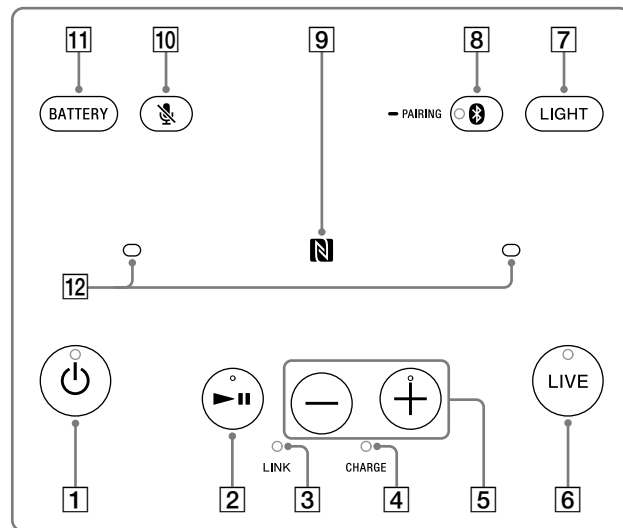 11 10 9 8 7
BATTERY PAIRING LIGHT
12
LIVE
LINK CHARGE
1 2 3 4 5 6